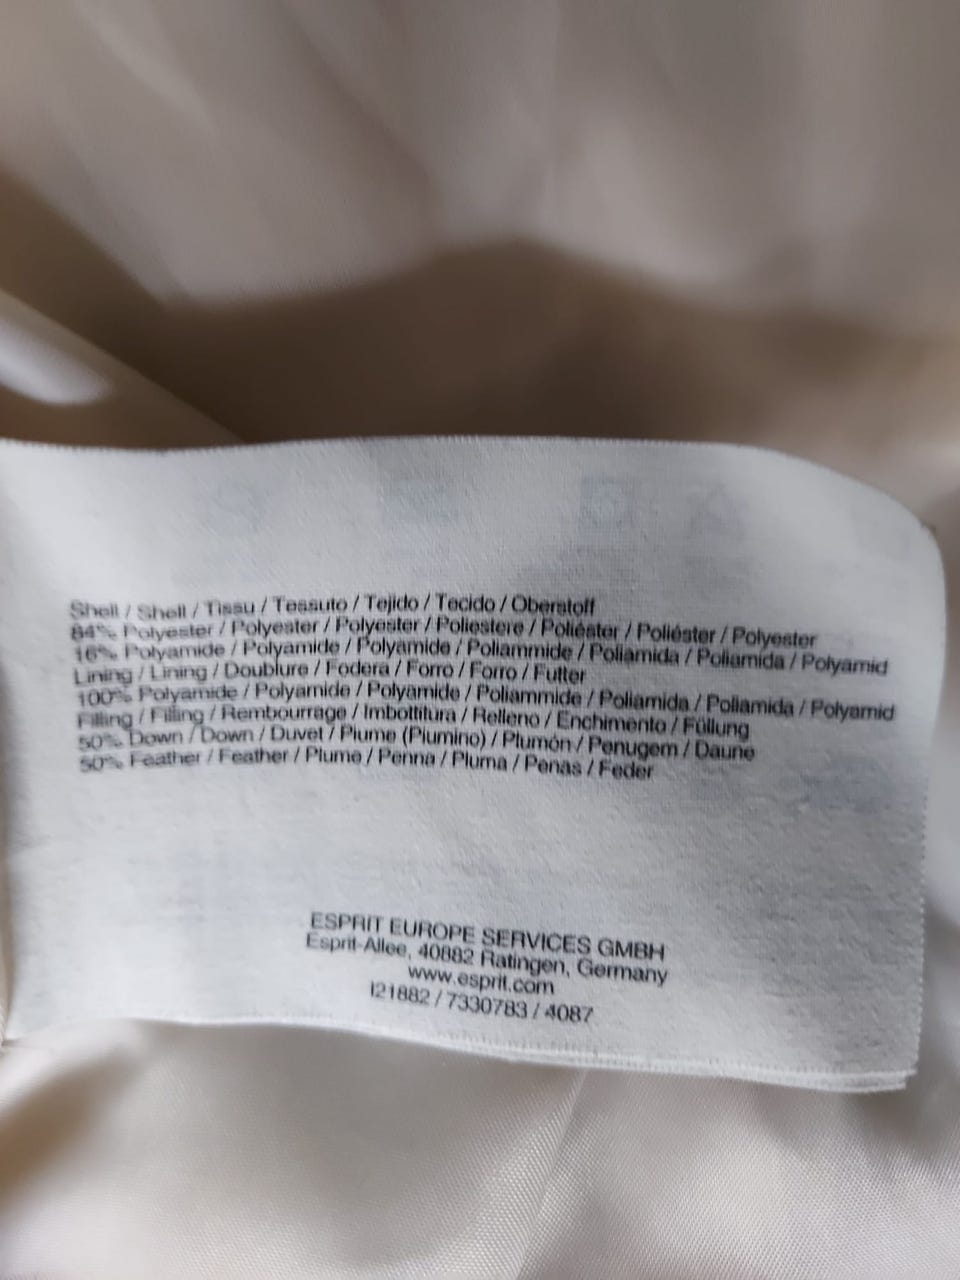 Shell / Shell / Tissu / Tessuto / Tejido / Tecido / Oberstoff
84% Polyester / Polyester / Polyester / Poliestere / Poliéster / Poliéster / Polyester
16% Polyamide / Polyamide / Polyamide / Poliammide / Poliamida / Poliamida / Polyamid
Lining / Lining / Doublure / Fodera / Forro / Forro / Futter
100% Polyamide / Polyamide / Polyamide / Poliammide / Poliamida / Poliamida / Polyamid
Filling / Filling / Rembourrage / Imbottitura / Relleno / Enchimento / Füllung
50% Down / Down / Duvet / Piume (Piumino) / Plumón / Penugem / Daune
50% Feather / Feather / Plume / Penna / Pluma / Penas / Feder
ESPRIT EUROPE SERVICES GMBH
Esprit-Allee, 40882 Ratingen, Germany
www.esprit.com
I21882 / 7330783 / 4087